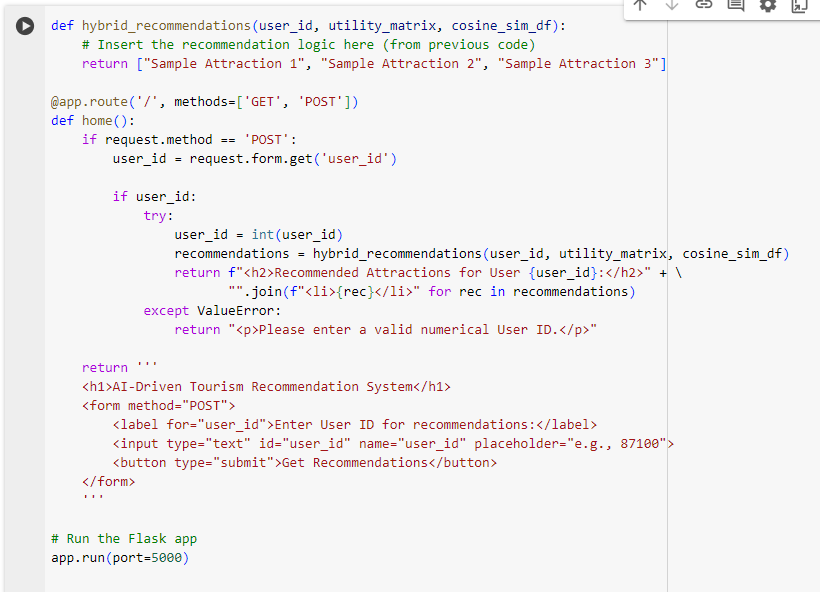 def hybrid_recommendations(user_id, utility_matrix, cosine_sim_df):
    # Insert the recommendation logic here (from previous code)
    return ["Sample Attraction 1", "Sample Attraction 2", "Sample Attraction 3"]

@app.route('/', methods=['GET', 'POST'])
def home():
    if request.method == 'POST':
        user_id = request.form.get('user_id')

        if user_id:
            try:
                user_id = int(user_id)
                recommendations = hybrid_recommendations(user_id, utility_matrix, cosine_sim_df)
                return f"<h2>Recommended Attractions for User {user_id}:</h2>" + \
                       "".join(f"<li>{rec}</li>" for rec in recommendations)
            except ValueError:
                return "<p>Please enter a valid numerical User ID.</p>"

    return '''
    <h1>AI-Driven Tourism Recommendation System</h1>
    <form method="POST">
        <label for="user_id">Enter User ID for recommendations:</label>
        <input type="text" id="user_id" name="user_id" placeholder="e.g., 87100">
        <button type="submit">Get Recommendations</button>
    </form>
    '''

# Run the Flask app
app.run(port=5000)